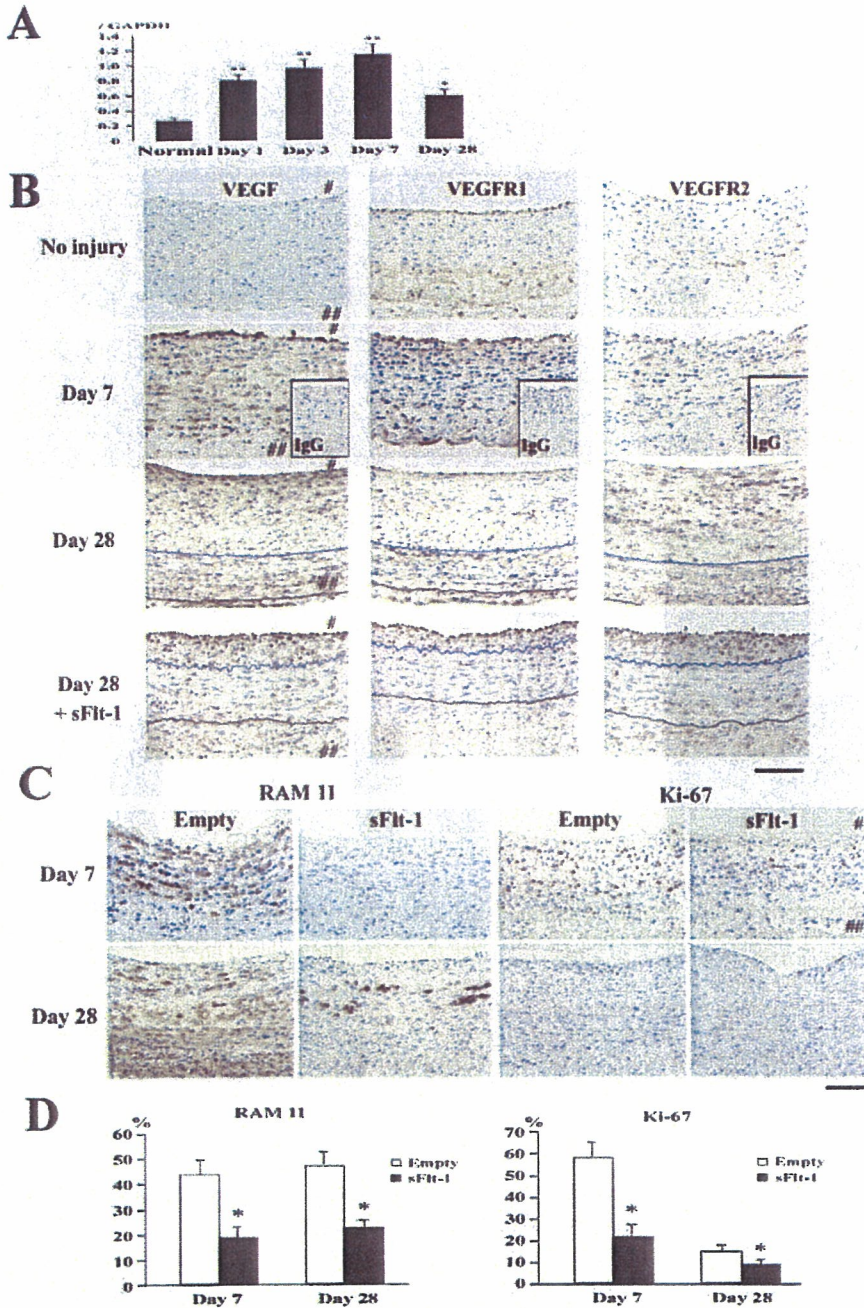 A
/ GAPDH
1.4
1.2
1.0
0.8
0.6
0.4
0.2
0
** ** ** *
Normal Day 1 Day 3 Day 7 Day 28
B
VEGF # VEGFR1 VEGFR2
No injury
##
#
Day 7
## IgG IgG IgG
#
Day 28
##
#
Day 28
+ sFlt-1
##
C
RAM 11 Ki-67
Empty sFlt-1 Empty sFlt-1 #
Day 7
##
Day 28
D
RAM 11 Ki-67
% %
60 70
50 60
40 50
30 40
20 30
10 20
0 10
0
Empty Empty
sFlt-1 sFlt-1
* * * *
Day 7 Day 28 Day 7 Day 28